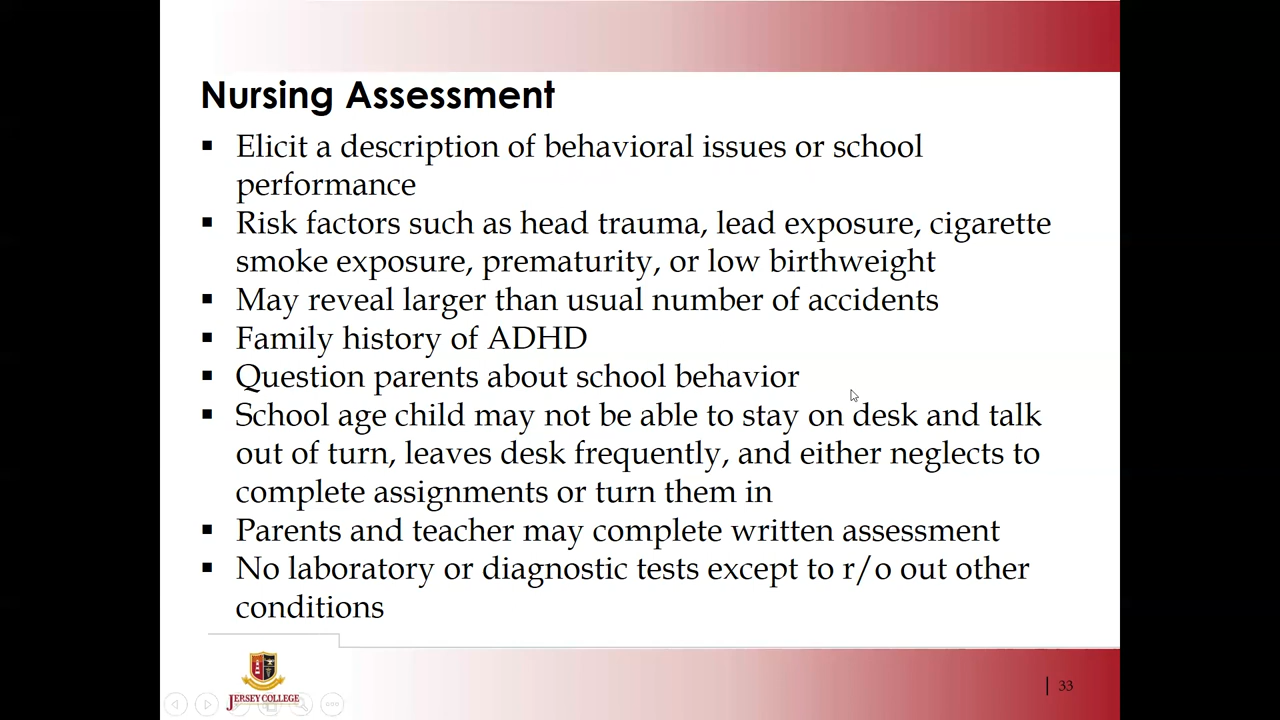 Nursing Assessment
▪ Elicit a description of behavioral issues or school
performance
▪ Risk factors such as head trauma, lead exposure, cigarette
smoke exposure, prematurity, or low birthweight
▪ May reveal larger than usual number of accidents
▪ Family history of ADHD
▪ Question parents about school behavior
▪ School age child may not be able to stay on desk and talk
out of turn, leaves desk frequently, and either neglects to
complete assignments or turn them in
▪ Parents and teacher may complete written assessment
▪ No laboratory or diagnostic tests except to r/o out other
conditions
JERSEY COLLEGE
| 33